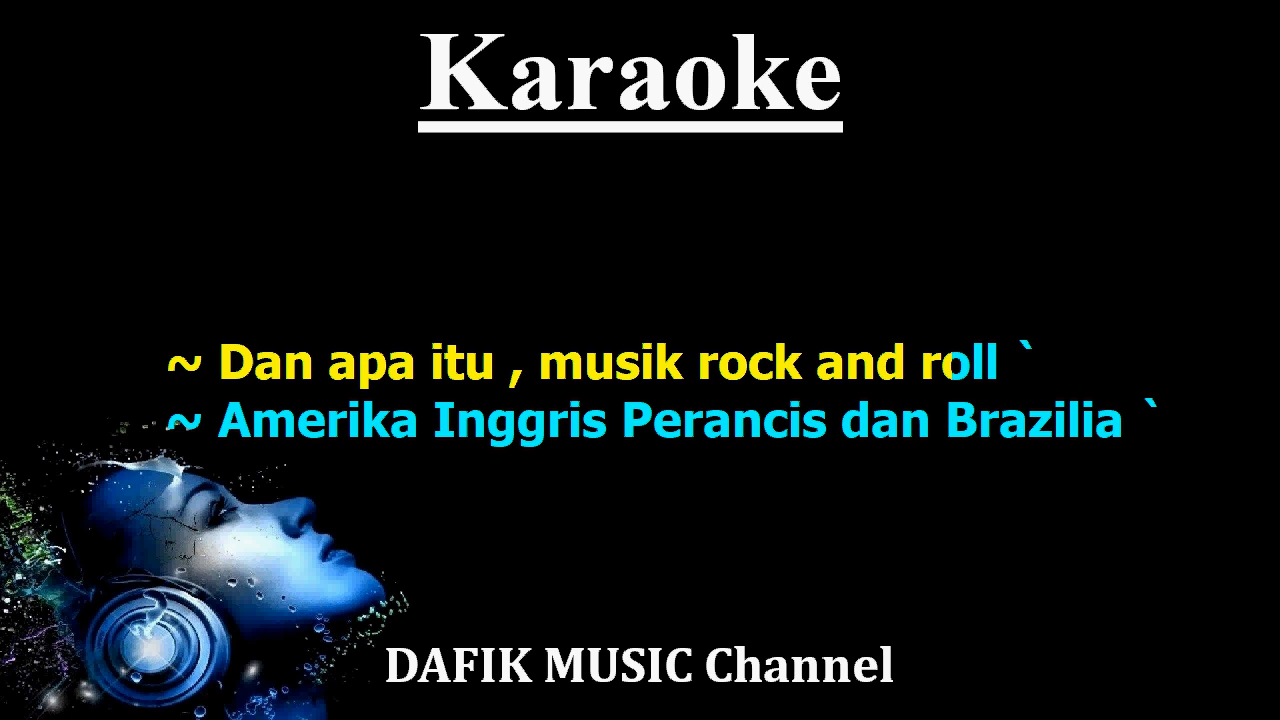 Karaoke
~ Dan apa itu , musik rock and roll `
~ Amerika Inggris Perancis dan Brazilia `
DAFIK MUSIC Channel